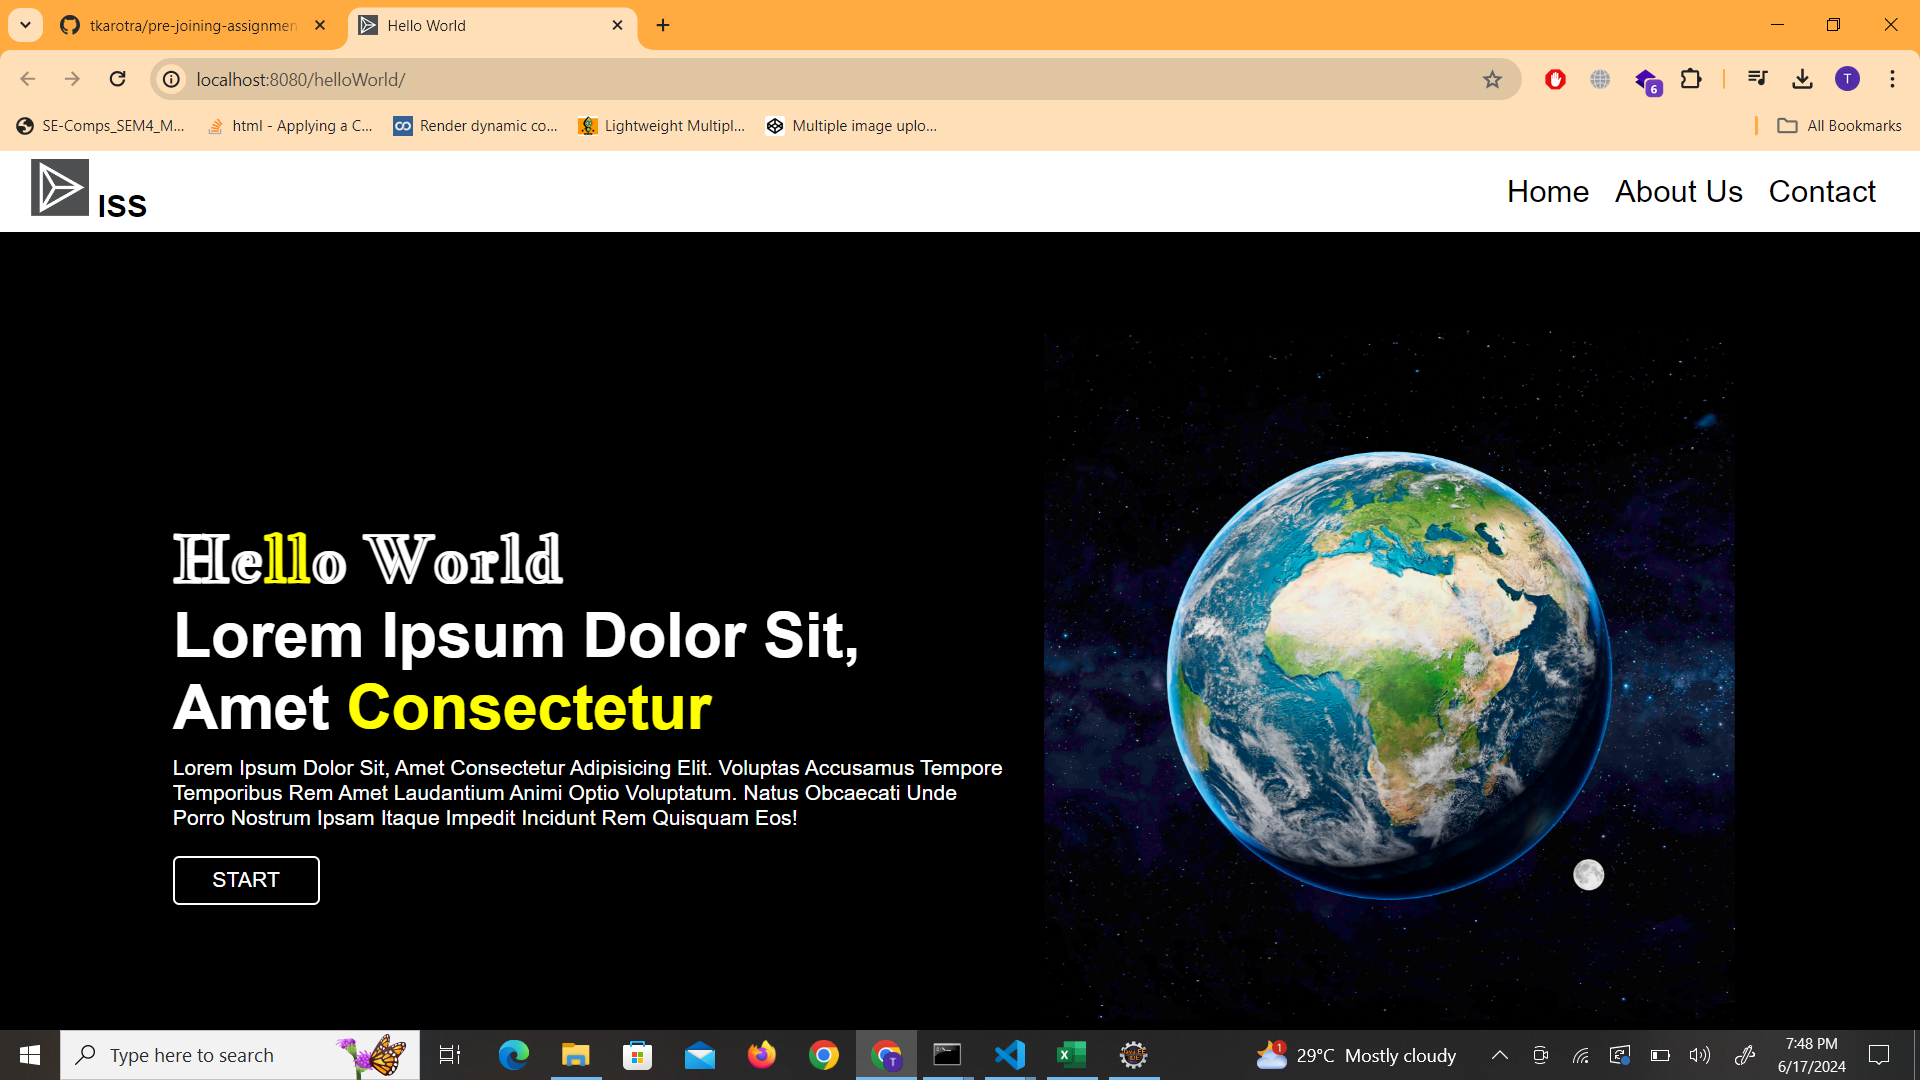 tkarotra/pre-joining-assignmen
Hello World
localhost:8080/helloWorld/
6
T
SE-Comps_SEM4_M...
html - Applying a C...
Render dynamic co...
Lightweight Multipl...
Multiple image uplo...
All Bookmarks
ISS
Home
About Us
Contact
Hello World
Lorem Ipsum Dolor Sit,
Amet Consectetur
Lorem Ipsum Dolor Sit, Amet Consectetur Adipisicing Elit. Voluptas Accusamus Tempore
Temporibus Rem Amet Laudantium Animi Optio Voluptatum. Natus Obcaecati Unde
Porro Nostrum Ipsam Itaque Impedit Incidunt Rem Quisquam Eos!
START
Type here to search
T
1
29°C Mostly cloudy
7:48 PM
6/17/2024